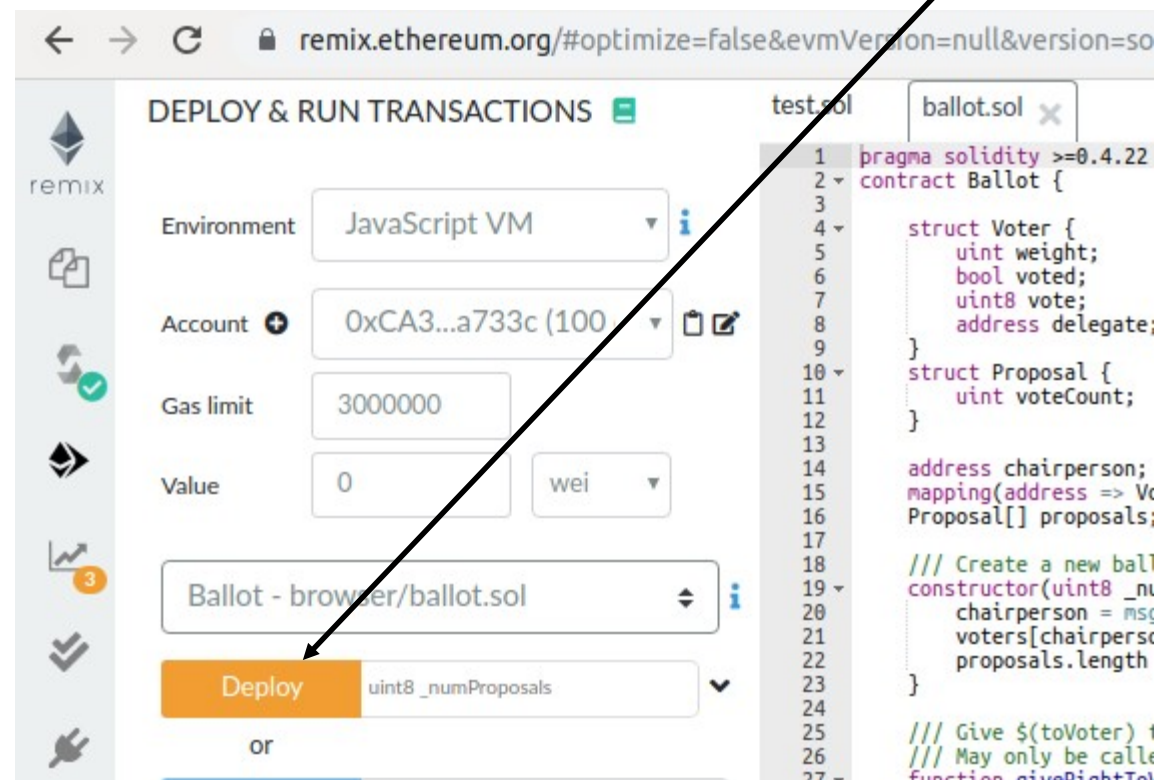 remix.ethereum.org/#optimize=false&evmVersion=null&version=so
remix
DEPLOY & RUN TRANSACTIONS
Environment JavaScript VM
Account 0xCA3...a733c (100
Gas limit 3000000
Value 0 wei
3
Ballot - browser/ballot.sol
Deploy uint8 _numProposals
or
test.sol ballot.sol
1 pragma solidity >=0.4.22
2 contract Ballot {
3
4 struct Voter {
5 uint weight;
6 bool voted;
7 uint8 vote;
8 address delegate;
9 }
10 struct Proposal {
11 uint voteCount;
12 }
13
14 address chairperson;
15 mapping(address => Vo
16 Proposal[] proposals;
17
18 /// Create a new ball
19 constructor(uint8 _nu
20 chairperson = msg
21 voters[chairperso
22 proposals.length
23 }
24
25 /// Give $(toVoter) t
26 /// May only be calle
27 function giveRightToV